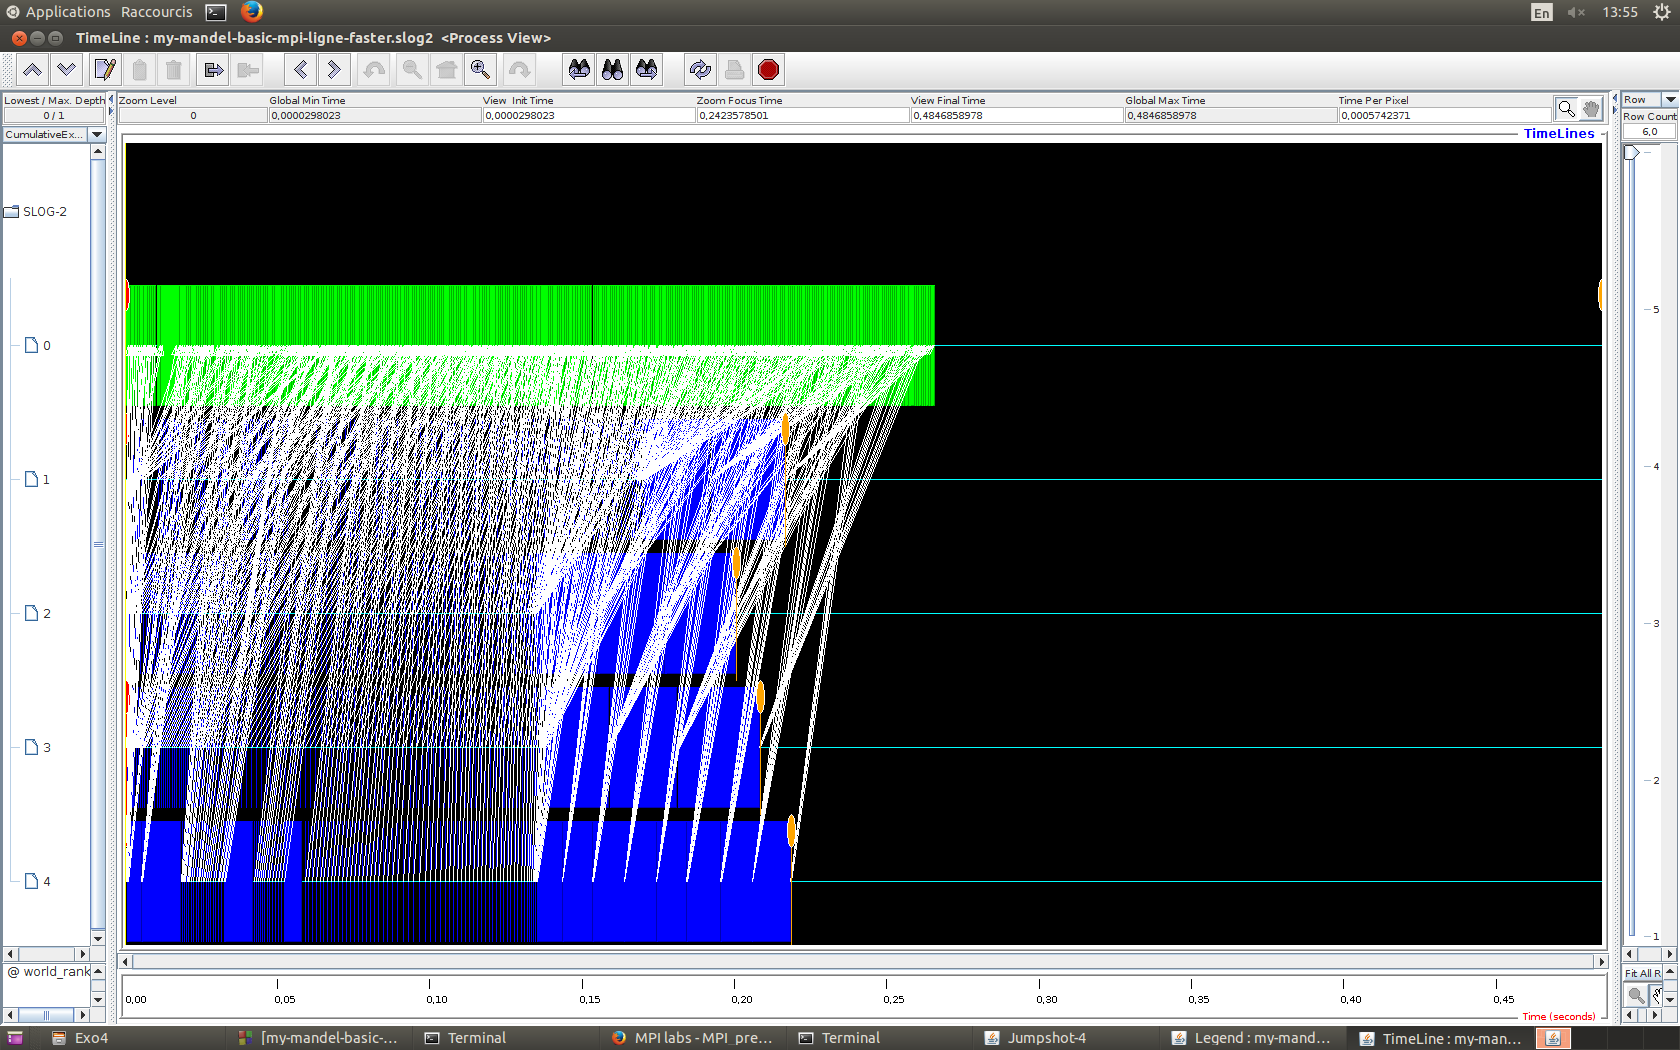 Applications Raccourcis En 13:55
TimeLine : my-mandel-basic-mpi-ligne-faster.slog2 <Process View>
Lowest / Max. Depth Zoom Level Global Min Time View Init Time Zoom Focus Time View Final Time Global Max Time Time Per Pixel Row
0 / 1 0 0,0000298023 0,0000298023 0,2423578501 0,4846858978 0,4846858978 0,0005742371 Row Count
CumulativeEx... 6,0
TimeLines
SLOG-2
5
0
4
1
2 3
3 2
4
1
@ world_rank Fit All R
0,00 0,05 0,10 0,15 0,20 0,25 0,30 0,35 0,40 0,45
Time (seconds)
Exo4 [my-mandel-basic-... Terminal MPI labs - MPI_pre... Terminal Jumpshot-4 Legend : my-mand... TimeLine : my-man...